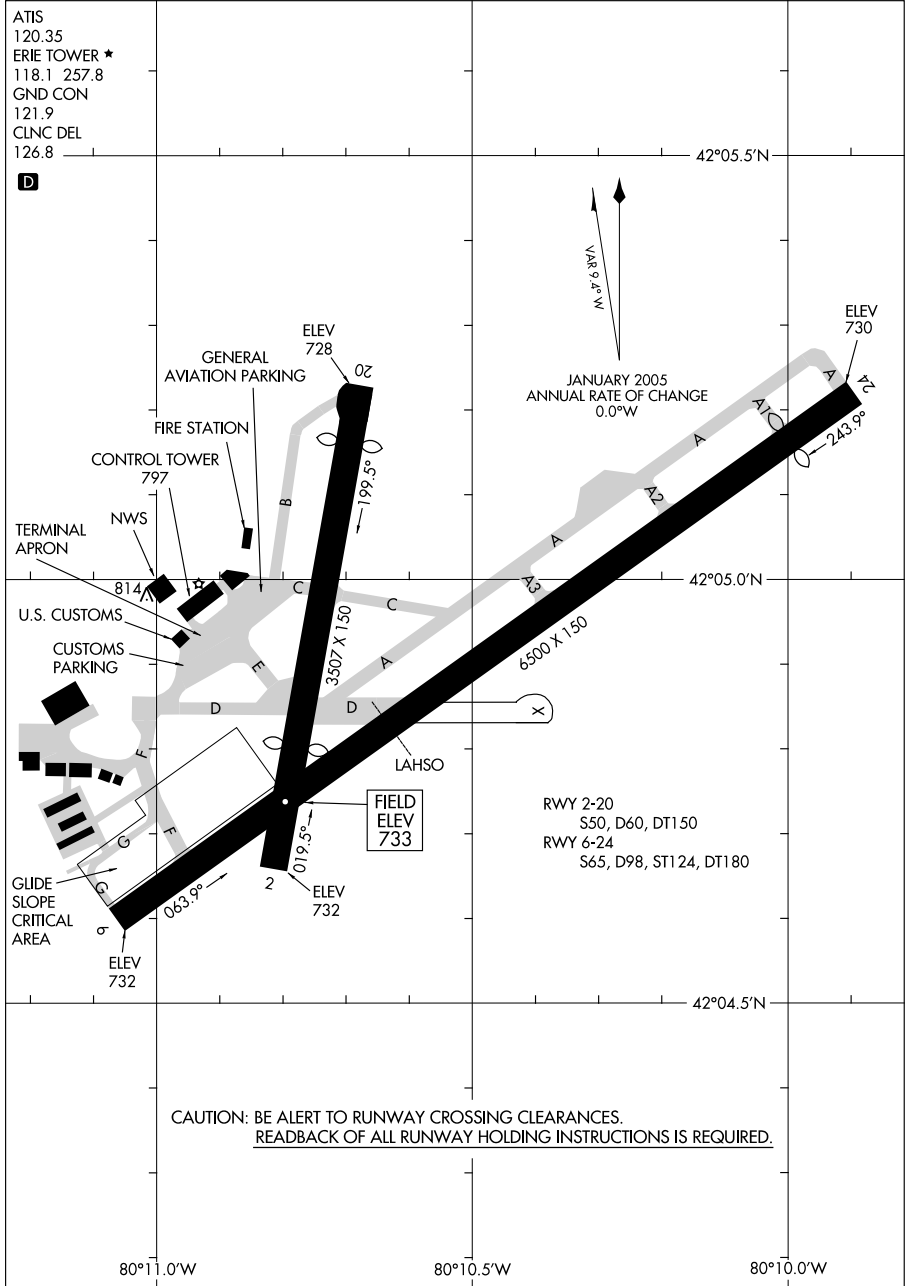 ATIS
120.35
ERIE TOWER ★
118.1 257.8
GND CON
121.9
CLNC DEL
126.8
D
42°05.5'N
VAR 9.4° W
JANUARY 2005
ANNUAL RATE OF CHANGE
0.0°W
ELEV
730
ELEV
728
20
GENERAL
AVIATION PARKING
FIRE STATION
CONTROL TOWER
797
NWS
TERMINAL
APRON
814
U.S. CUSTOMS
CUSTOMS
PARKING
A
24
A1
243.9°
A
A2
199.5°
B
A
A3
42°05.0'N
C
C
3507 X 150
6500 X 150
A
E
D
D
X
LAHSO
F
F
FIELD
ELEV
733
RWY 2-20
S50, D60, DT150
RWY 6-24
S65, D98, ST124, DT180
G
G
GLIDE
SLOPE
CRITICAL
AREA
063.9°
019.5°
2
ELEV
732
6
ELEV
732
42°04.5'N
CAUTION: BE ALERT TO RUNWAY CROSSING CLEARANCES.
READBACK OF ALL RUNWAY HOLDING INSTRUCTIONS IS REQUIRED.
80°11.0'W
80°10.5'W
80°10.0'W